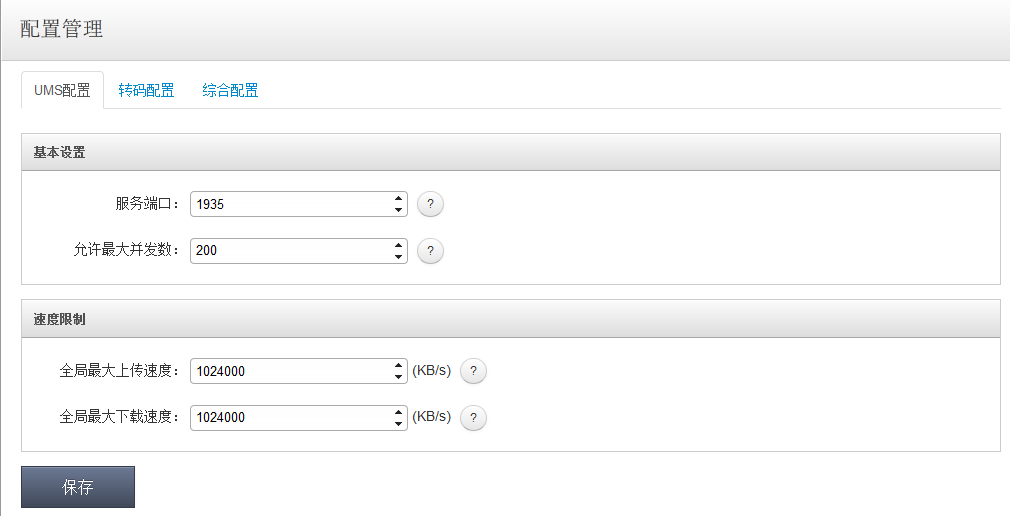 配置管理
UMS配置 转码配置 综合配置
基本设置
服务端口： 1935 ?
允许最大并发数： 200 ?
速度限制
全局最大上传速度： 1024000 (KB/s) ?
全局最大下载速度： 1024000 (KB/s) ?
保存